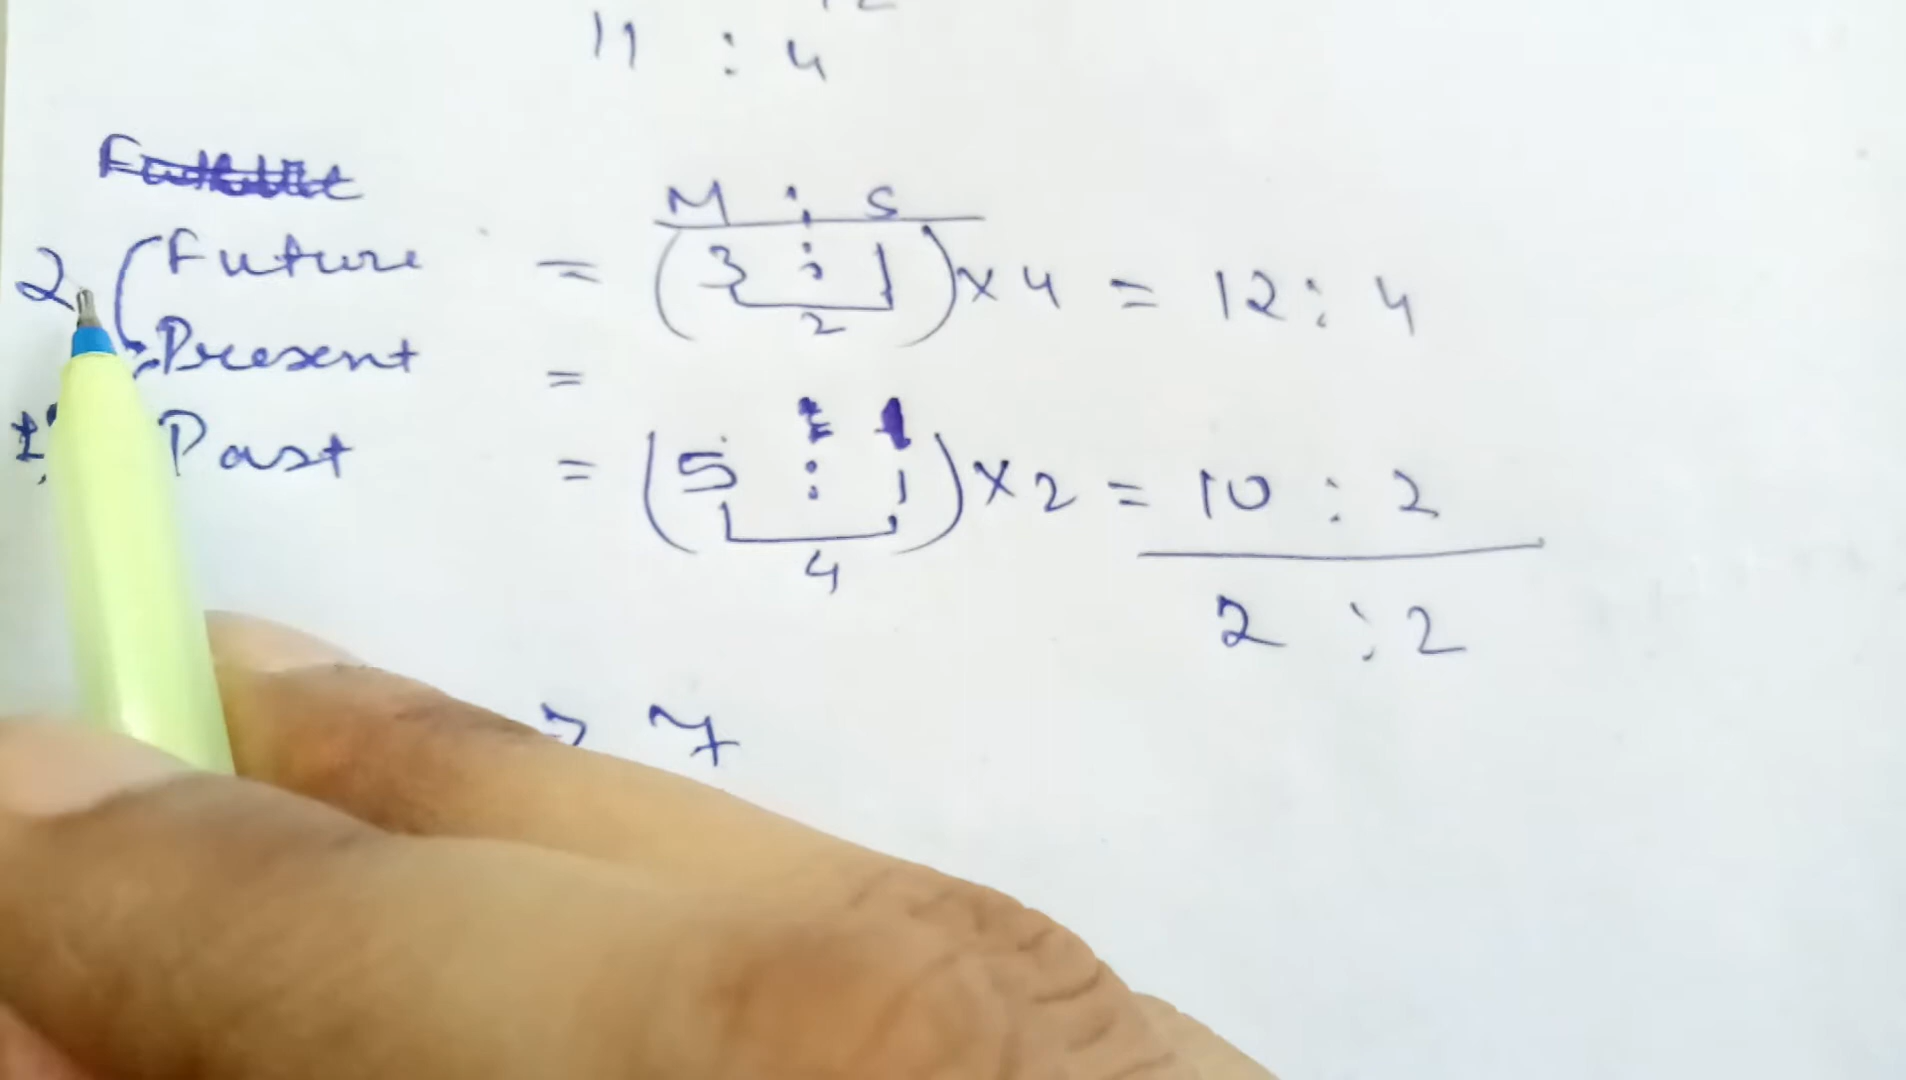 11 : 4
M : S
2 Future = (3 : 1) x 4 = 12 : 4
2
Present =
Past = (5 : 1) x 2 = 10 : 2
4
2 : 2
7